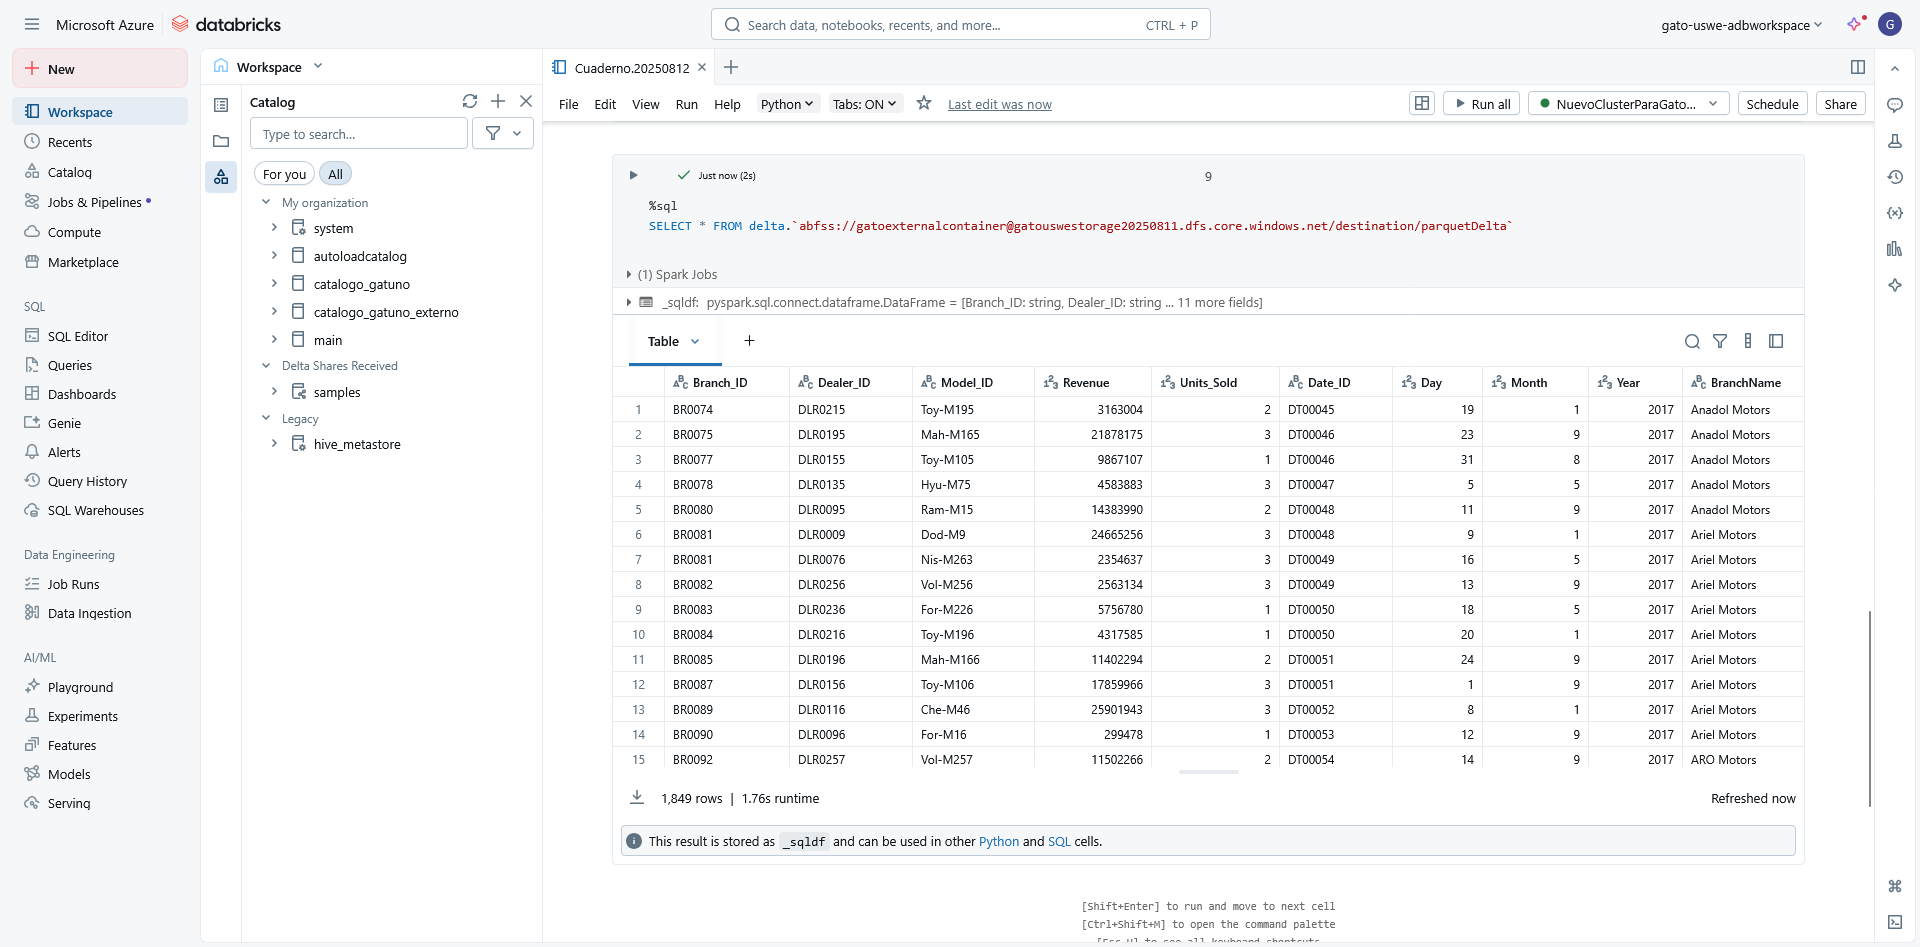 Microsoft Azure
databricks
Search data, notebooks, recents, and more...
CTRL + P
gato-uswe-adbworkspace
G
New
Workspace
Recents
Catalog
Jobs & Pipelines
Compute
Marketplace
SQL
SQL Editor
Queries
Dashboards
Genie
Alerts
Query History
SQL Warehouses
Data Engineering
Job Runs
Data Ingestion
AI/ML
Playground
Experiments
Features
Models
Serving
Workspace
Catalog
Type to search...
For you
All
My organization
system
autoloadcatalog
catalogo_gatuno
catalogo_gatuno_externo
main
Delta Shares Received
samples
Legacy
hive_metastore
Cuaderno.20250812
File Edit View Run Help Python Tabs: ON Last edit was now
Run all
NuevoClusterParaGato...
Schedule
Share
Just now (2s)
9
%sql
SELECT * FROM delta.`abfss://gatoexternalcontainer@gatouswestorage20250811.dfs.core.windows.net/destination/parquetDelta`
(1) Spark Jobs
_sqldf: pyspark.sql.connect.dataframe.DataFrame = [Branch_ID: string, Dealer_ID: string ... 11 more fields]
Table
Branch_ID Dealer_ID Model_ID Revenue Units_Sold Date_ID Day Month Year BranchName
1 BR0074 DLR0215 Toy-M195 3163004 2 DT00045 19 1 2017 Anadol Motors
2 BR0075 DLR0195 Mah-M165 21878175 3 DT00046 23 9 2017 Anadol Motors
3 BR0077 DLR0155 Toy-M105 9867107 1 DT00046 31 8 2017 Anadol Motors
4 BR0078 DLR0135 Hyu-M75 4583883 3 DT00047 5 5 2017 Anadol Motors
5 BR0080 DLR0095 Ram-M15 14383990 2 DT00048 11 9 2017 Anadol Motors
6 BR0081 DLR0009 Dod-M9 24665256 3 DT00048 9 1 2017 Ariel Motors
7 BR0081 DLR0076 Nis-M263 2354637 3 DT00049 16 5 2017 Ariel Motors
8 BR0082 DLR0256 Vol-M256 2563134 3 DT00049 13 9 2017 Ariel Motors
9 BR0083 DLR0236 For-M226 5756780 1 DT00050 18 5 2017 Ariel Motors
10 BR0084 DLR0216 Toy-M196 4317585 1 DT00050 20 1 2017 Ariel Motors
11 BR0085 DLR0196 Mah-M166 11402294 2 DT00051 24 9 2017 Ariel Motors
12 BR0087 DLR0156 Toy-M106 17859966 3 DT00051 1 9 2017 Ariel Motors
13 BR0089 DLR0116 Che-M46 25901943 3 DT00052 8 1 2017 Ariel Motors
14 BR0090 DLR0096 For-M16 299478 1 DT00053 12 9 2017 Ariel Motors
15 BR0092 DLR0257 Vol-M257 11502266 2 DT00054 14 9 2017 ARO Motors
1,849 rows | 1.76s runtime
Refreshed now
This result is stored as _sqldf and can be used in other Python and SQL cells.
[Shift+Enter] to run and move to next cell
[Ctrl+Shift+M] to open the command palette
[Esc H] to see all keyboard shortcuts